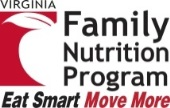 VIRGINIA
Family
Nutrition
Program
Eat Smart Move More